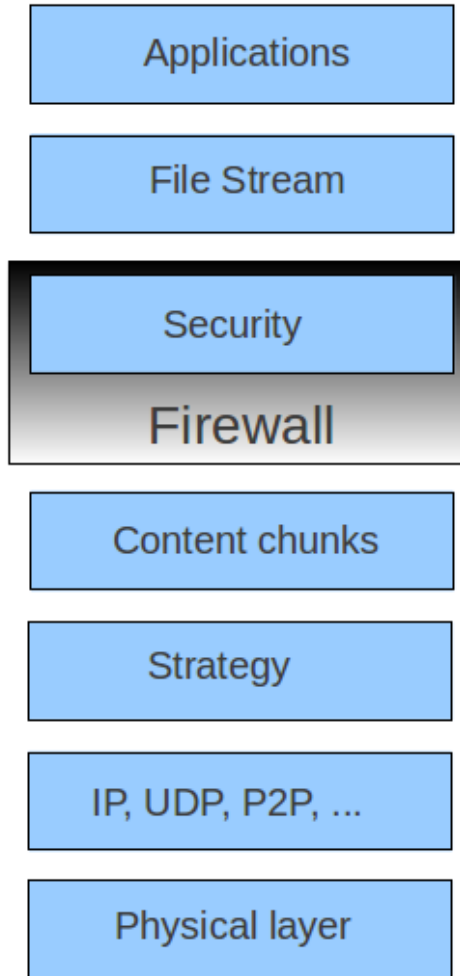 Applications
File Stream
Security
Firewall
Content chunks
Strategy
IP, UDP, P2P, ...
Physical layer